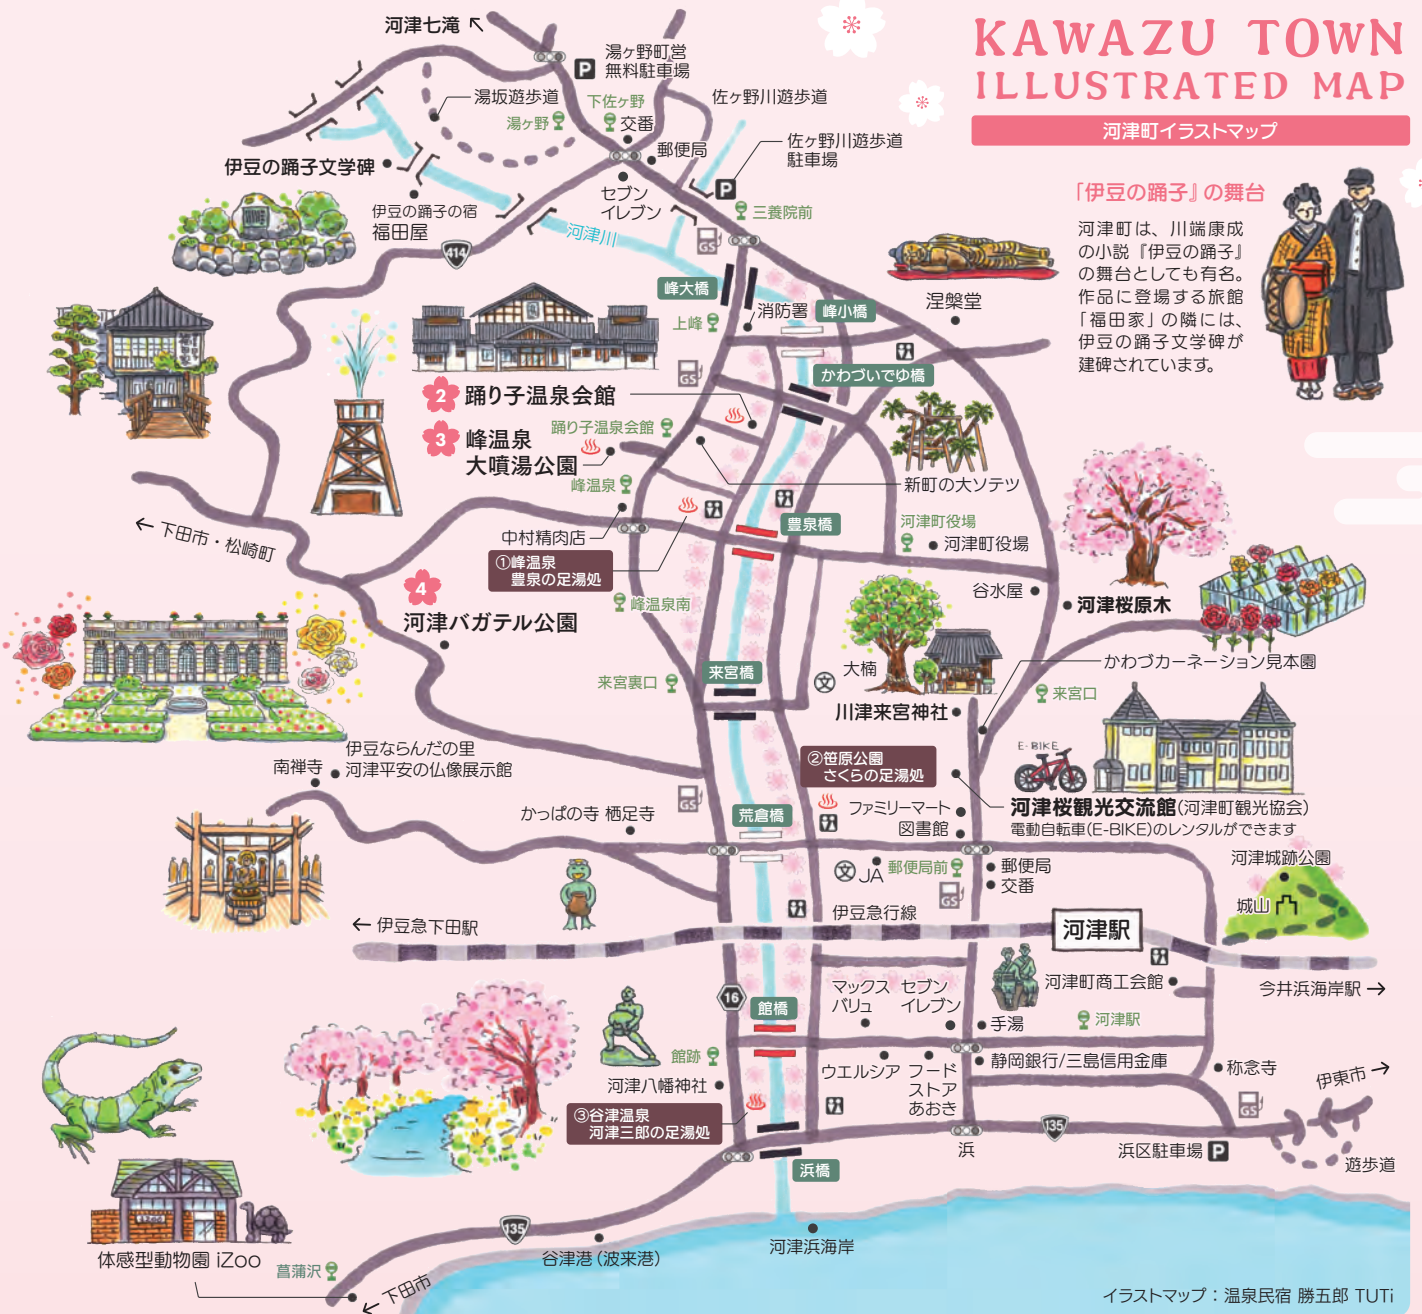 KAWAZU TOWN
ILLUSTRATED MAP
河津町イラストマップ
「伊豆の踊子」の舞台
河津町は、川端康成
の小説『伊豆の踊子』
の舞台としても有名。
作品に登場する旅館
「福田家」の隣には、
伊豆の踊子文学碑が
建碑されています。
河津七滝 ↖
P
湯ヶ野町営
無料駐車場
湯坂遊歩道
湯ヶ野
下佐ヶ野
交番
佐ヶ野川遊歩道
郵便局
佐ヶ野川遊歩道
駐車場
P
伊豆の踊子文学碑
セブン
イレブン
伊豆の踊子の宿
福田屋
三養院前
河津川
414
GS
峰大橋
消防署
峰小橋
涅槃堂
上峰
GS
かわづいでゆ橋
2
踊り子温泉会館
3
峰温泉
大噴湯公園
踊り子温泉会館
峰温泉
新町の大ソテツ
← 下田市・松崎町
中村精肉店
豊泉橋
河津町役場
河津町役場
①峰温泉
豊泉の足湯処
峰温泉南
谷水屋
河津桜原木
4
河津バガテル公園
かわづカーネーション見本園
来宮裏口
来宮橋
文
大楠
来宮口
川津来宮神社
E-BIKE
②笹原公園
さくらの足湯処
伊豆ならんだの里
河津平安の仏像展示館
南禅寺
かっぱの寺 栖足寺
GS
荒倉橋
ファミリーマート
図書館
河津桜観光交流館(河津町観光協会)
電動自転車(E-BIKE)のレンタルができます
河津城跡公園
城山
文
JA
郵便局前
郵便局
交番
GS
← 伊豆急下田駅
伊豆急行線
河津駅
今井浜海岸駅 →
16
館橋
マックス
バリュ
セブン
イレブン
手湯
河津町商工会館
河津駅
館跡
河津八幡神社
ウエルシア
フード
ストア
あおき
静岡銀行/三島信用金庫
称念寺
伊東市 →
③谷津温泉
河津三郎の足湯処
GS
135
浜
浜区駐車場
P
遊歩道
浜橋
iZOO
体感型動物園 iZoo
菖蒲沢
135
谷津港(波来港)
河津浜海岸
← 下田市
イラストマップ：温泉民宿 勝五郎 TUTi